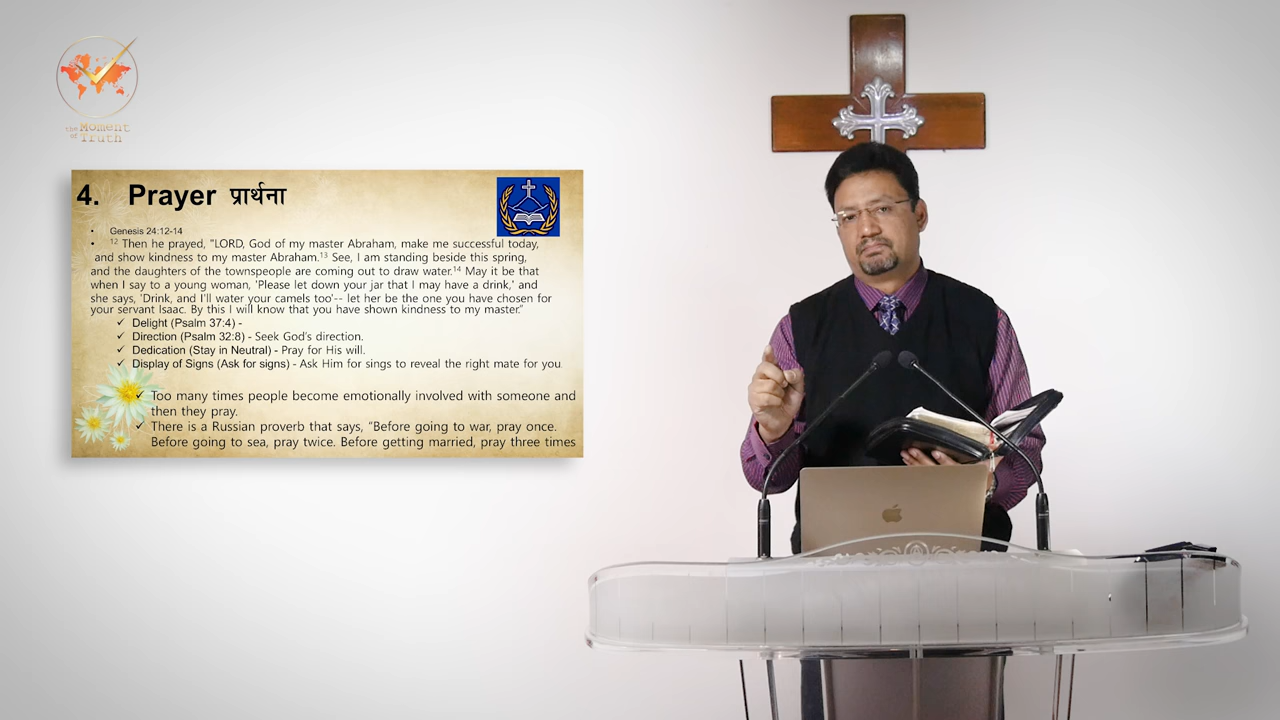 the Moment
of Truth
4. Prayer प्रार्थना
• Genesis 24:12-14
• 12 Then he prayed, "LORD, God of my master Abraham, make me successful today,
and show kindness to my master Abraham.13 See, I am standing beside this spring,
and the daughters of the townspeople are coming out to draw water.14 May it be that
when I say to a young woman, 'Please let down your jar that I may have a drink,' and
she says, 'Drink, and I'll water your camels too'-- let her be the one you have chosen for
your servant Isaac. By this I will know that you have shown kindness to my master."
✓ Delight (Psalm 37:4) -
✓ Direction (Psalm 32:8) - Seek God's direction.
✓ Dedication (Stay in Neutral) - Pray for His will.
✓ Display of Signs (Ask for signs) - Ask Him for sings to reveal the right mate for you.
✓ Too many times people become emotionally involved with someone and
then they pray.
✓ There is a Russian proverb that says, "Before going to war, pray once.
Before going to sea, pray twice. Before getting married, pray three times